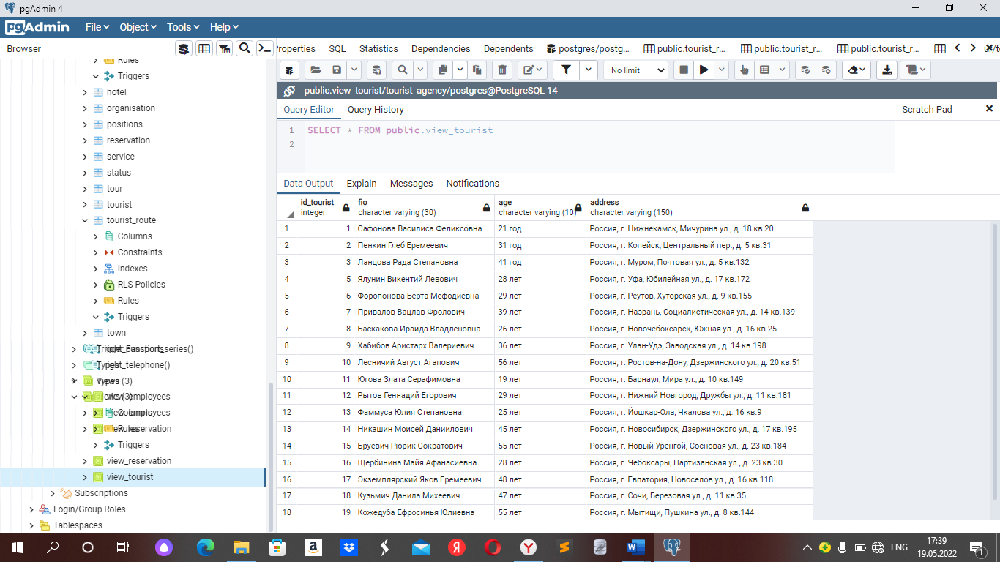 pgAdmin 4
pgAdmin File Object Tools Help
Browser
Properties SQL Statistics Dependencies Dependents postgres/postg... public.tourist_r... public.tourist_r... public.tourist_r...
No limit
public.view_tourist/tourist_agency/postgres@PostgreSQL 14
Query Editor Query History Scratch Pad
1 SELECT * FROM public.view_tourist
2
Rules
Triggers
hotel
organisation
positions
reservation
service
status
tour
tourist
tourist_route
Columns
Constraints
Indexes
RLS Policies
Rules
Triggers
town
Views (3)
view_reservation
Triggers
view_reservation
view_tourist
Subscriptions
Login/Group Roles
Tablespaces
Data Output Explain Messages Notifications
id_tourist fio age address
integer character varying (30) character varying (10) character varying (150)
1 1 Сафонова Василиса Феликсовна 21 год Россия, г. Нижнекамск, Мичурина ул., д. 18 кв.20
2 2 Пенкин Глеб Еремеевич 31 год Россия, г. Копейск, Центральный пер., д. 5 кв.31
3 3 Ланцова Рада Степановна 41 год Россия, г. Муром, Почтовая ул., д. 5 кв.132
4 5 Ялунин Викентий Левович 28 лет Россия, г. Уфа, Юбилейная ул., д. 17 кв.172
5 6 Форопонова Берта Мефодиевна 29 лет Россия, г. Реутов, Хуторская ул., д. 9 кв.155
6 7 Привалов Вацлав Фролович 39 лет Россия, г. Назрань, Социалистическая ул., д. 14 кв.139
7 8 Баскакова Ираида Владленовна 26 лет Россия, г. Новочебоксарск, Южная ул., д. 16 кв.25
8 9 Хабибов Аристарх Валериевич 36 лет Россия, г. Улан-Удэ, Заводская ул., д. 14 кв.198
9 10 Лесничий Август Агапович 56 лет Россия, г. Ростов-на-Дону, Дзержинского ул., д. 20 кв.51
10 11 Югова Злата Серафимовна 19 лет Россия, г. Барнаул, Мира ул., д. 10 кв.149
11 12 Рытов Геннадий Егорович 29 лет Россия, г. Нижний Новгород, Дружбы ул., д. 11 кв.181
12 13 Фаммуса Юлия Степановна 25 лет Россия, г. Йошкар-Ола, Чкалова ул., д. 16 кв.9
13 14 Никашин Моисей Даниилович 45 лет Россия, г. Новосибирск, Дзержинского ул., д. 17 кв.195
14 15 Бруевич Рюрик Сократович 55 лет Россия, г. Новый Уренгой, Сосновая ул., д. 23 кв.184
15 16 Щербинина Майя Афанасиевна 28 лет Россия, г. Чебоксары, Партизанская ул., д. 23 кв.30
16 17 Экземплярский Яков Еремеевич 48 лет Россия, г. Евпатория, Новоселов ул., д. 16 кв.118
17 18 Кузьмич Данила Михеевич 47 лет Россия, г. Сочи, Березовая ул., д. 11 кв.35
18 19 Кожедуба Ефросинья Юлиевна 55 лет Россия, г. Мытищи, Пушкина ул., д. 8 кв.144
ENG 17:39
19.05.2022